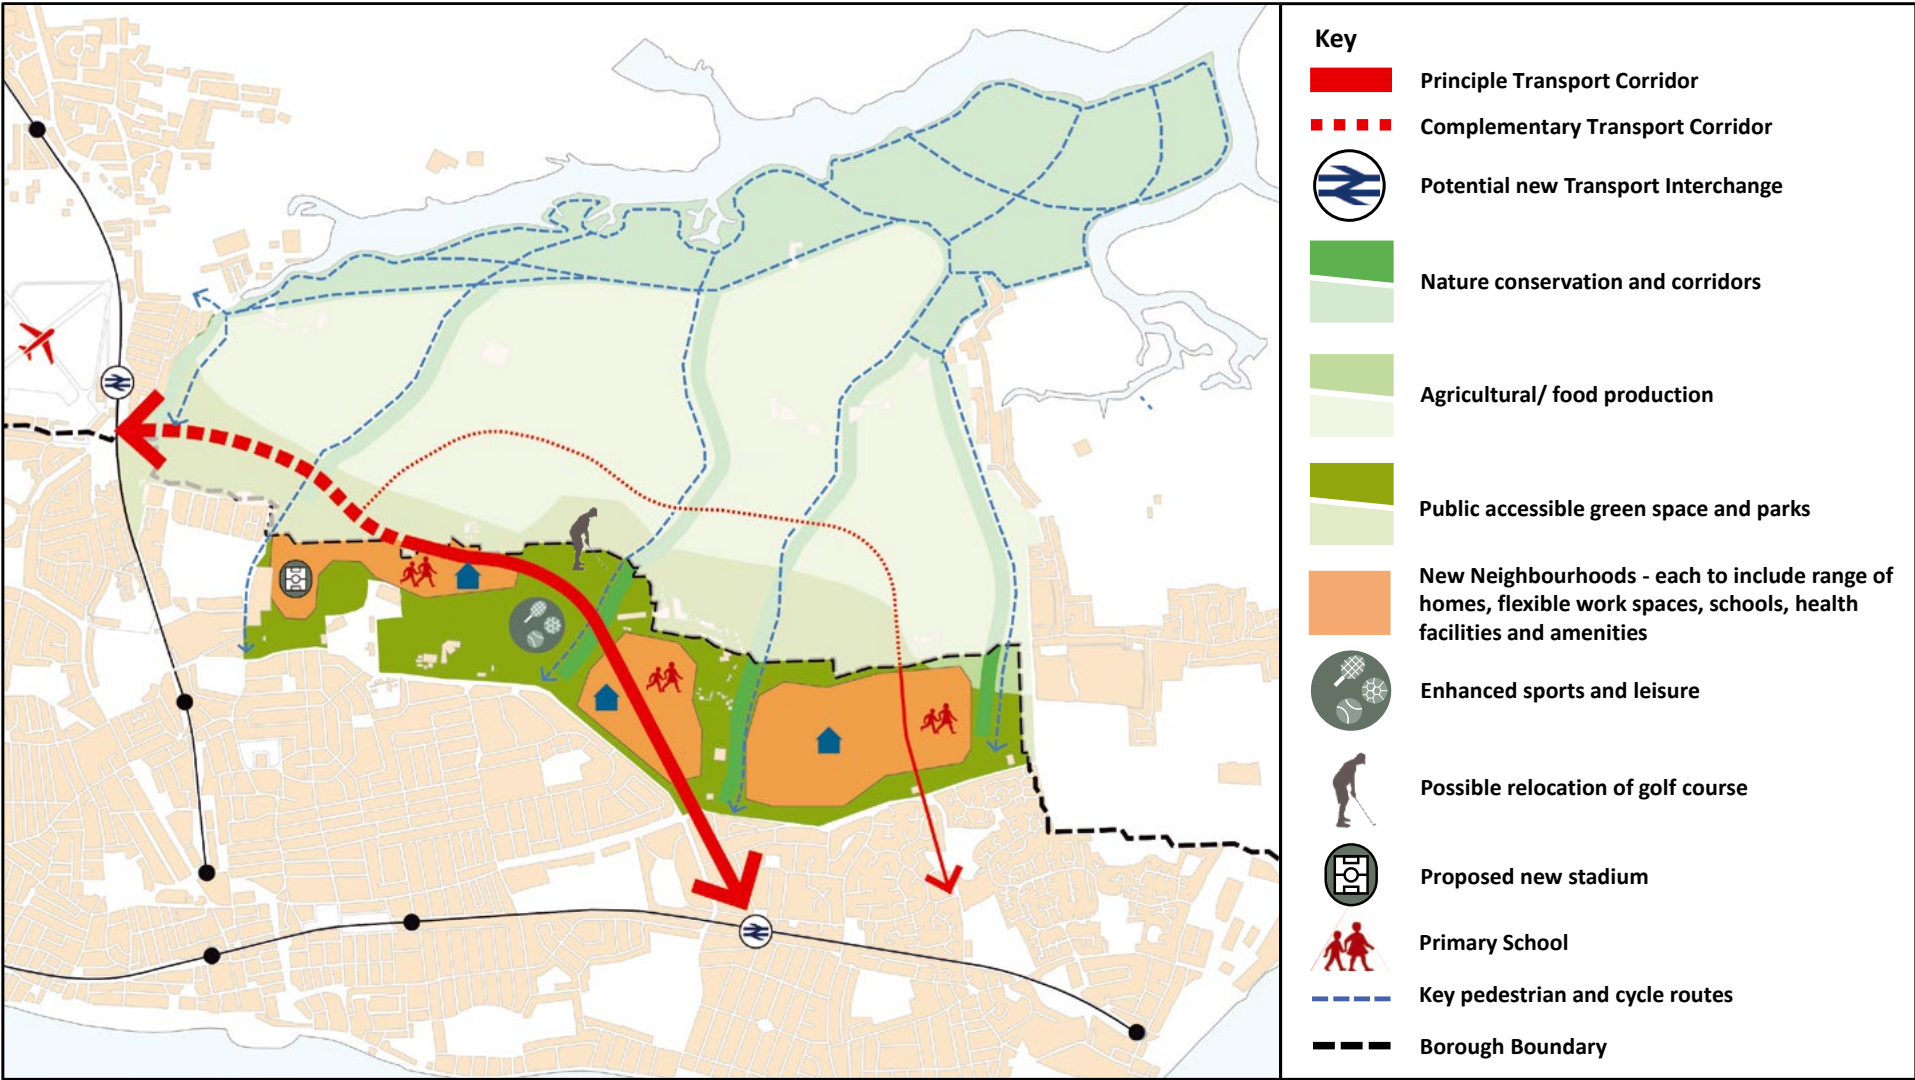 Key
Principle Transport Corridor
Complementary Transport Corridor
Potential new Transport Interchange
Nature conservation and corridors
Agricultural/ food production
Public accessible green space and parks
New Neighbourhoods - each to include range of
homes, flexible work spaces, schools, health
facilities and amenities
Enhanced sports and leisure
Possible relocation of golf course
Proposed new stadium
Primary School
Key pedestrian and cycle routes
Borough Boundary